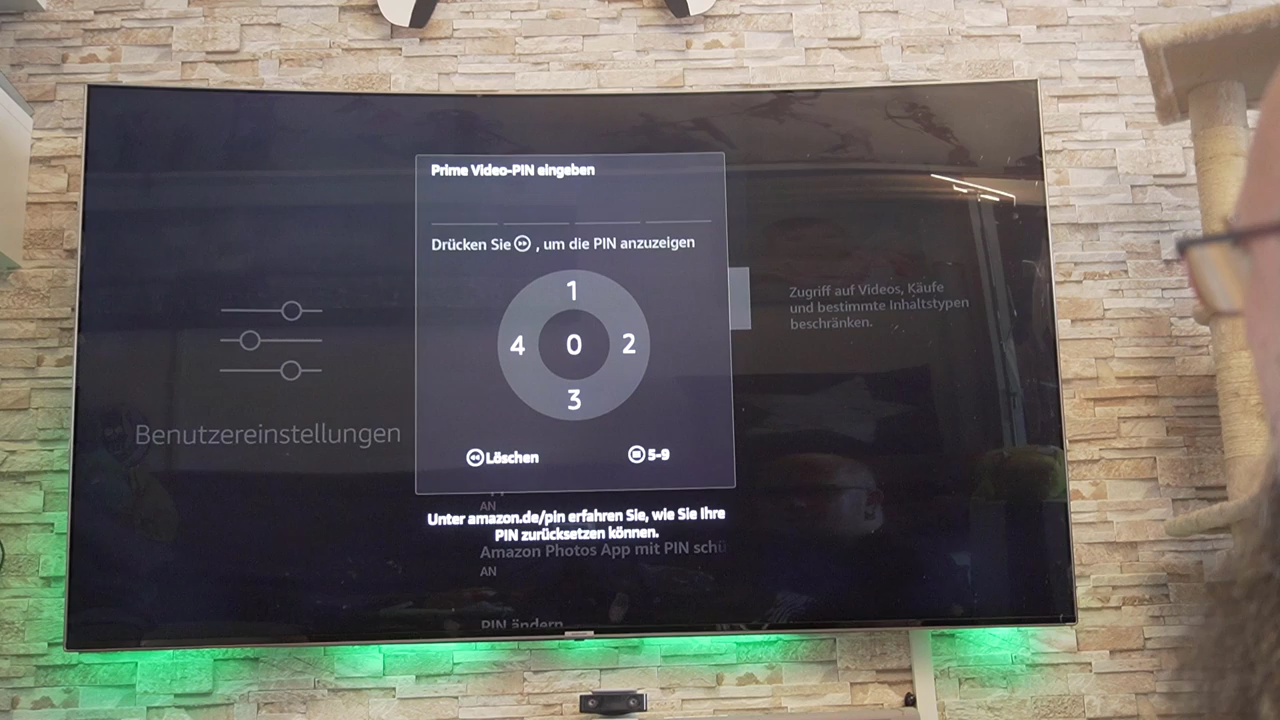 Prime Video-PIN eingeben
Drücken Sie , um die PIN anzuzeigen
1
4 0 2
3
Löschen 5-9
Benutzereinstellungen
Zugriff auf Videos, Käufe
und bestimmte Inhaltstypen
beschränken.
AN
Unter amazon.de/pin erfahren Sie, wie Sie Ihre
PIN zurücksetzen können.
Amazon Photos App mit PIN schü
AN
PIN ändern